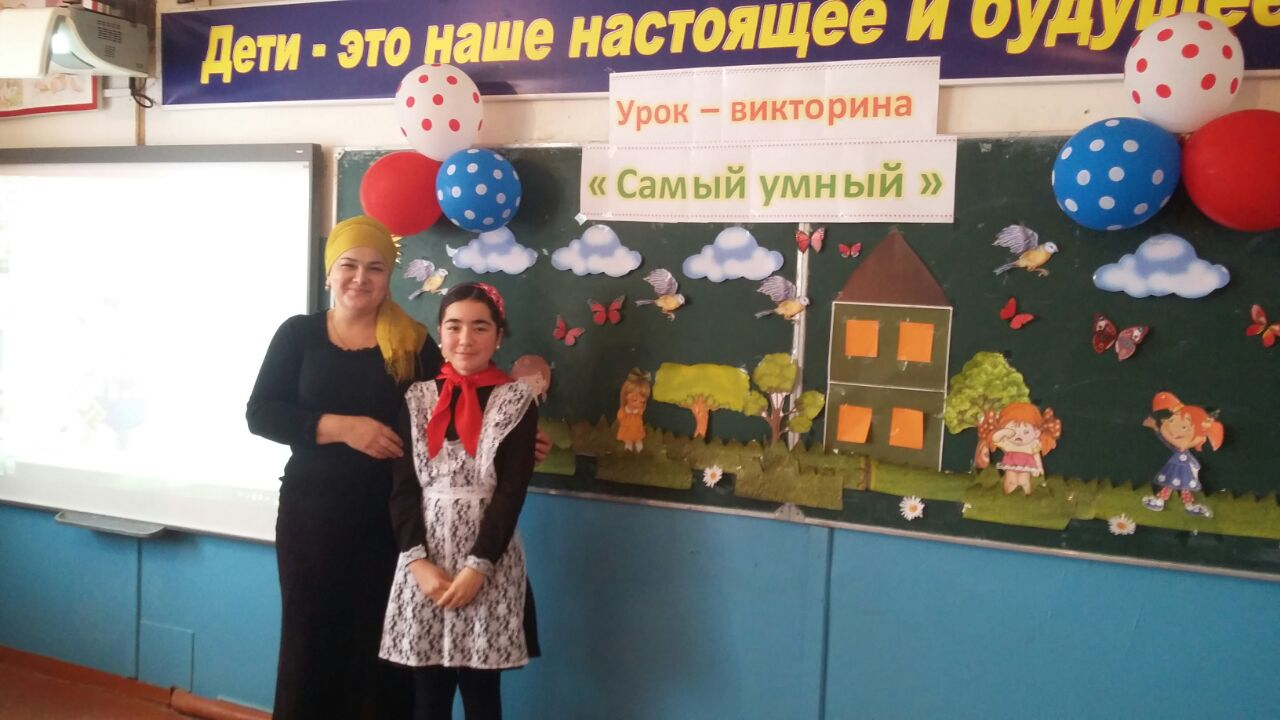 Дети - это наше настоящее и будущее
Урок – викторина
« Самый умный »